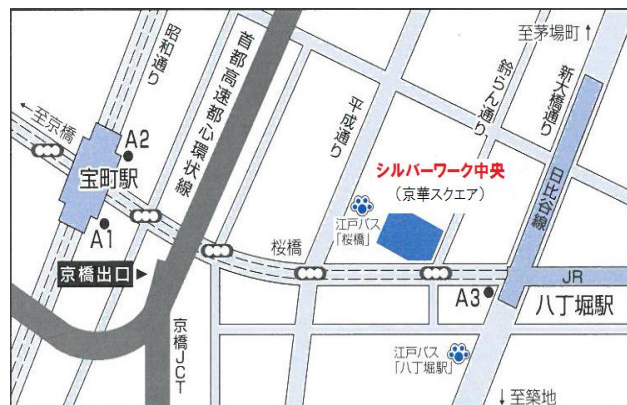 至茅場町↑
昭和通り
首都高速都心環状線
平成通り
鈴らん通り
新大橋通り
←至京橋
A2
宝町駅
シルバーワーク中央
(京華スクエア)
日比谷線
江戸バス
「桜橋」
A1
桜橋
京橋出口▶
JR
A3
八丁堀駅
京橋JCT
江戸バス
「八丁堀駅」
↓至築地